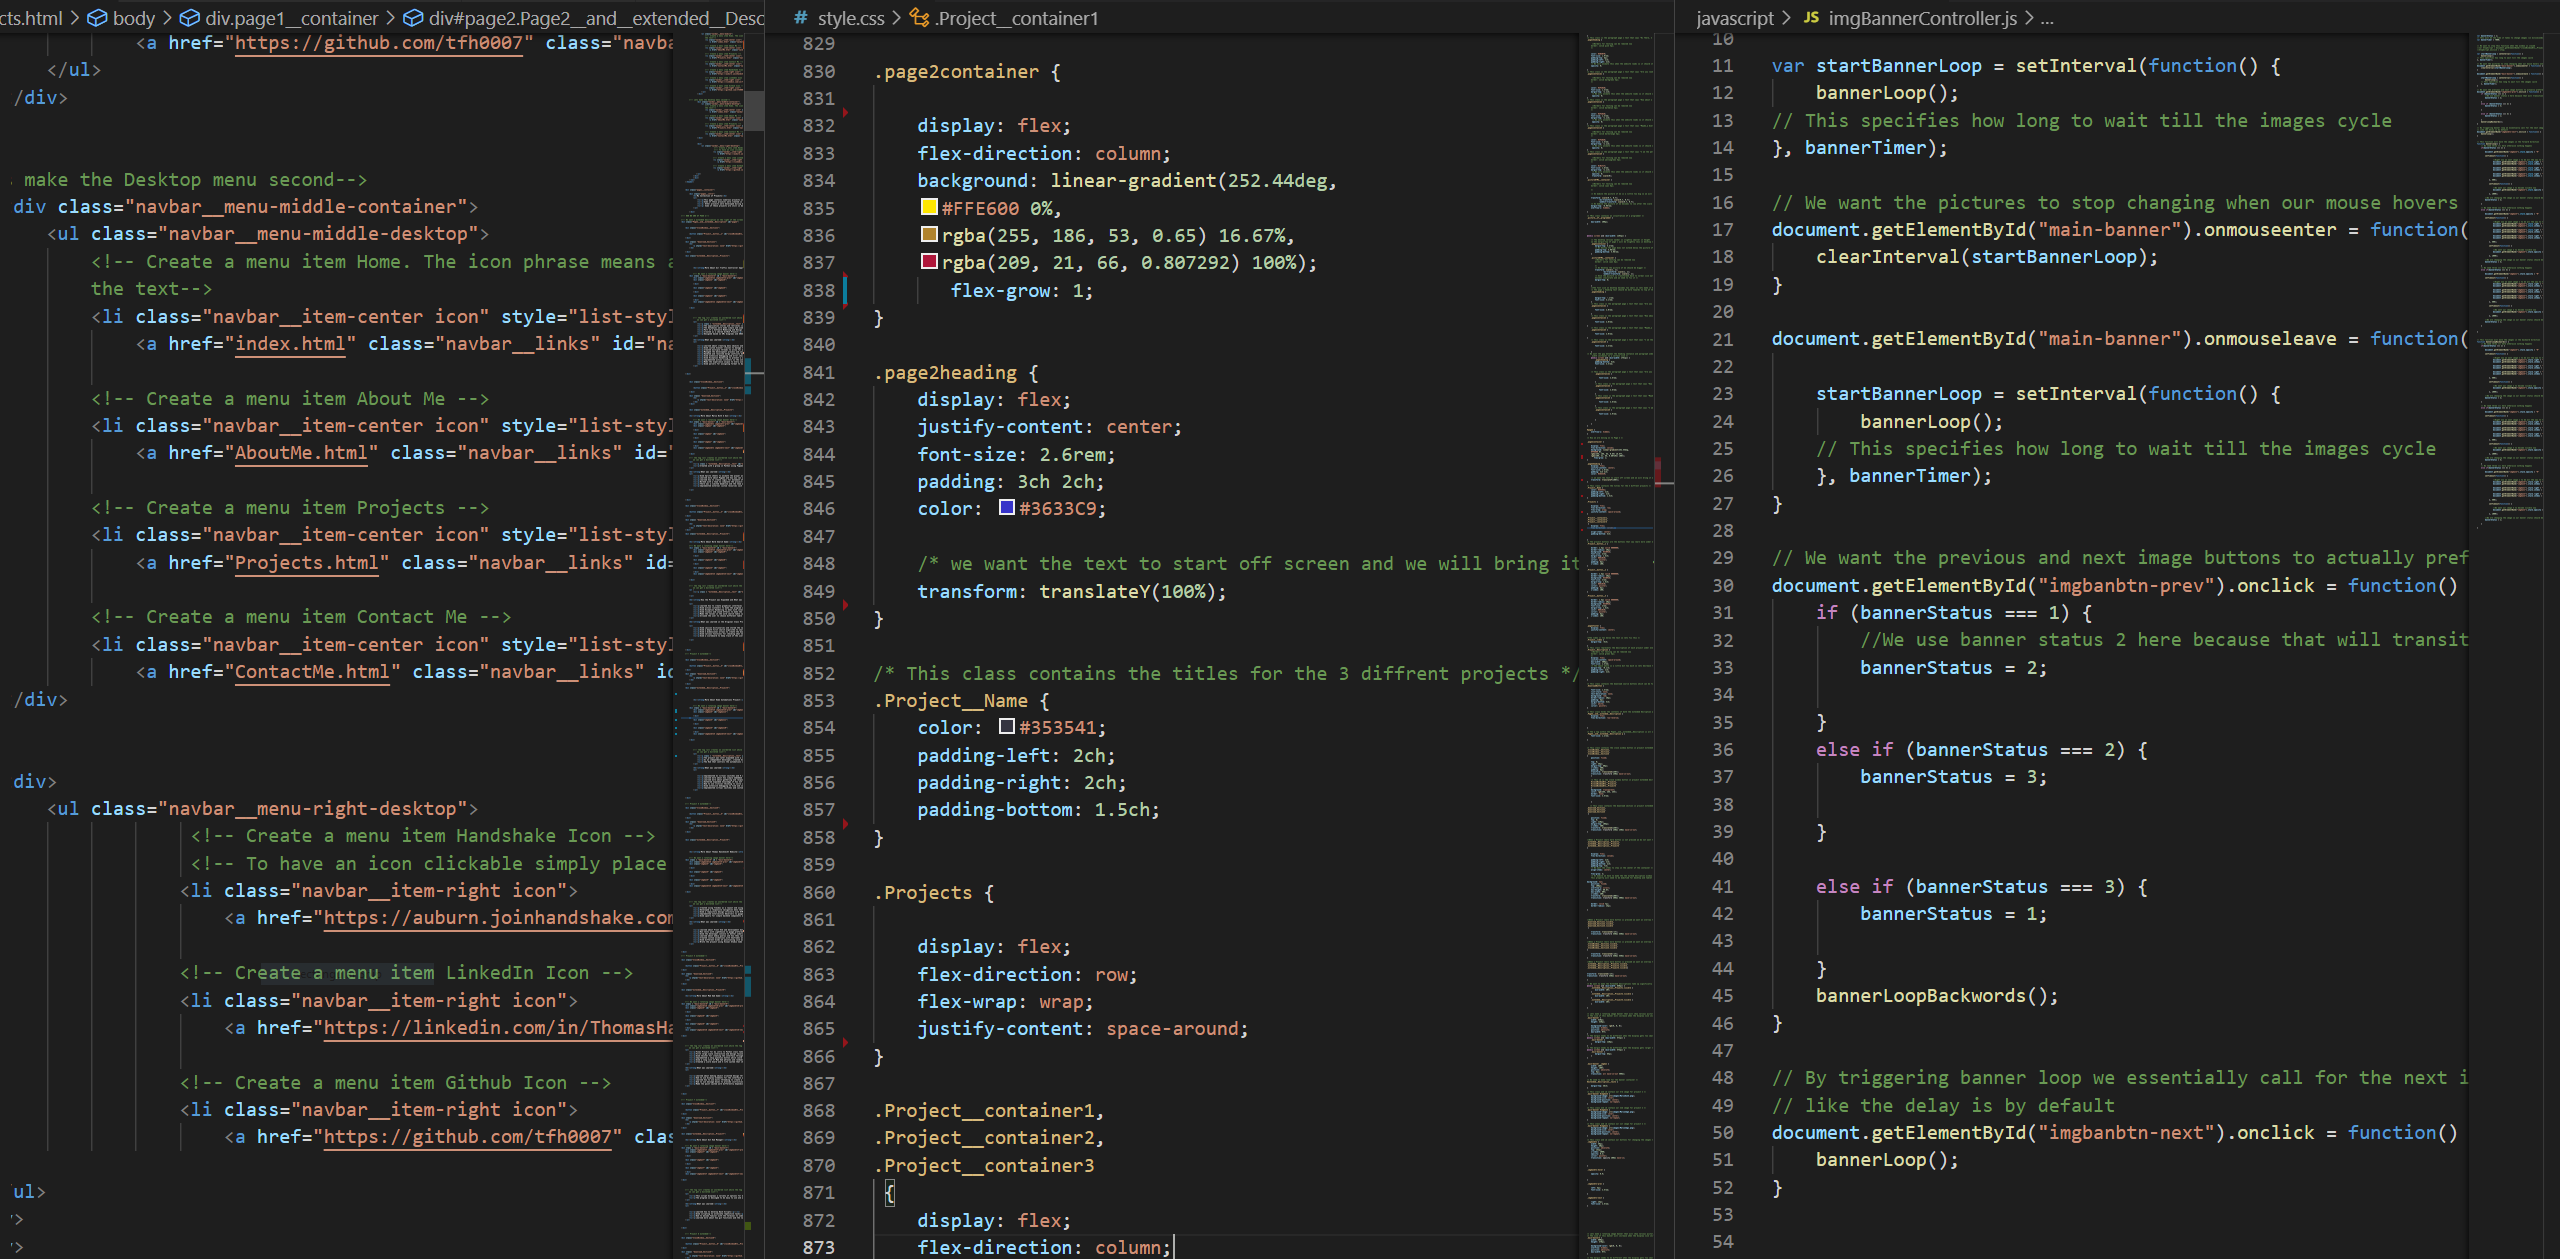 cts.html > body > div.page1__container > div#page2.Page2__and__extended__Desc
<a href="https://github.com/tfh0007" class="navba
</ul>
/div>
make the Desktop menu second-->
div class="navbar__menu-middle-container">
<ul class="navbar__menu-middle-desktop">
<!-- Create a menu item Home. The icon phrase means a
the text-->
<li class="navbar__item-center icon" style="list-styl
<a href="index.html" class="navbar__links" id="na
<!-- Create a menu item About Me -->
<li class="navbar__item-center icon" style="list-styl
<a href="AboutMe.html" class="navbar__links" id="
<!-- Create a menu item Projects -->
<li class="navbar__item-center icon" style="list-styl
<a href="Projects.html" class="navbar__links" id=
<!-- Create a menu item Contact Me -->
<li class="navbar__item-center icon" style="list-styl
<a href="ContactMe.html" class="navbar__links" id
/div>
div>
<ul class="navbar__menu-right-desktop">
<!-- Create a menu item Handshake Icon -->
<!-- To have an icon clickable simply place
<li class="navbar__item-right icon">
<a href="https://auburn.joinhandshake.com
<!-- Create a menu item LinkedIn Icon -->
<li class="navbar__item-right icon">
<a href="https://linkedin.com/in/ThomasHa
<!-- Create a menu item Github Icon -->
<li class="navbar__item-right icon">
<a href="https://github.com/tfh0007" clas
ul>
>
>
# style.css > .Project__container1
829
830 .page2container {
831
832 display: flex;
833 flex-direction: column;
834 background: linear-gradient(252.44deg,
835 #FFE600 0%,
836 rgba(255, 186, 53, 0.65) 16.67%,
837 rgba(209, 21, 66, 0.807292) 100%);
838 flex-grow: 1;
839 }
840
841 .page2heading {
842 display: flex;
843 justify-content: center;
844 font-size: 2.6rem;
845 padding: 3ch 2ch;
846 color: #3633C9;
847
848 /* we want the text to start off screen and we will bring it
849 transform: translateY(100%);
850 }
851
852 /* This class contains the titles for the 3 diffrent projects */
853 .Project__Name {
854 color: #353541;
855 padding-left: 2ch;
856 padding-right: 2ch;
857 padding-bottom: 1.5ch;
858 }
859
860 .Projects {
861
862 display: flex;
863 flex-direction: row;
864 flex-wrap: wrap;
865 justify-content: space-around;
866 }
867
868 .Project__container1,
869 .Project__container2,
870 .Project__container3
871 {
872 display: flex;
873 flex-direction: column;
javascript > JS imgBannerController.js > ...
10
11 var startBannerLoop = setInterval(function() {
12 bannerLoop();
13 // This specifies how long to wait till the images cycle
14 }, bannerTimer);
15
16 // We want the pictures to stop changing when our mouse hovers
17 document.getElementById("main-banner").onmouseenter = function(
18 clearInterval(startBannerLoop);
19 }
20
21 document.getElementById("main-banner").onmouseleave = function(
22
23 startBannerLoop = setInterval(function() {
24 bannerLoop();
25 // This specifies how long to wait till the images cycle
26 }, bannerTimer);
27 }
28
29 // We want the previous and next image buttons to actually pref
30 document.getElementById("imgbanbtn-prev").onclick = function()
31 if (bannerStatus === 1) {
32 //We use banner status 2 here because that will transit
33 bannerStatus = 2;
34
35 }
36 else if (bannerStatus === 2) {
37 bannerStatus = 3;
38
39 }
40
41 else if (bannerStatus === 3) {
42 bannerStatus = 1;
43
44 }
45 bannerLoopBackwords();
46 }
47
48 // By triggering banner loop we essentially call for the next i
49 // like the delay is by default
50 document.getElementById("imgbanbtn-next").onclick = function()
51 bannerLoop();
52 }
53
54